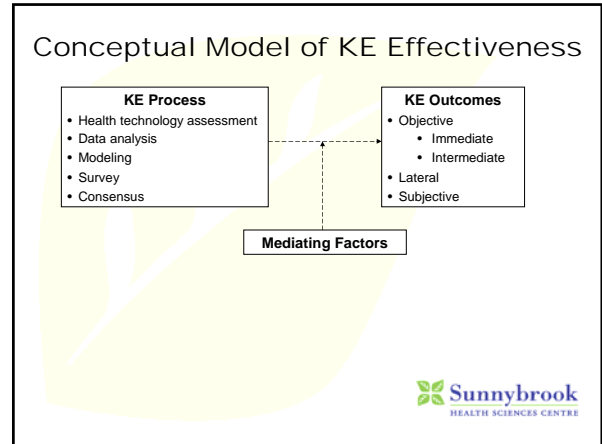 Conceptual Model of KE Effectiveness
KE Process
• Health technology assessment
• Data analysis
• Modeling
• Survey
• Consensus
KE Outcomes
• Objective
• Immediate
• Intermediate
• Lateral
• Subjective
Mediating Factors
Sunnybrook
HEALTH SCIENCES CENTRE